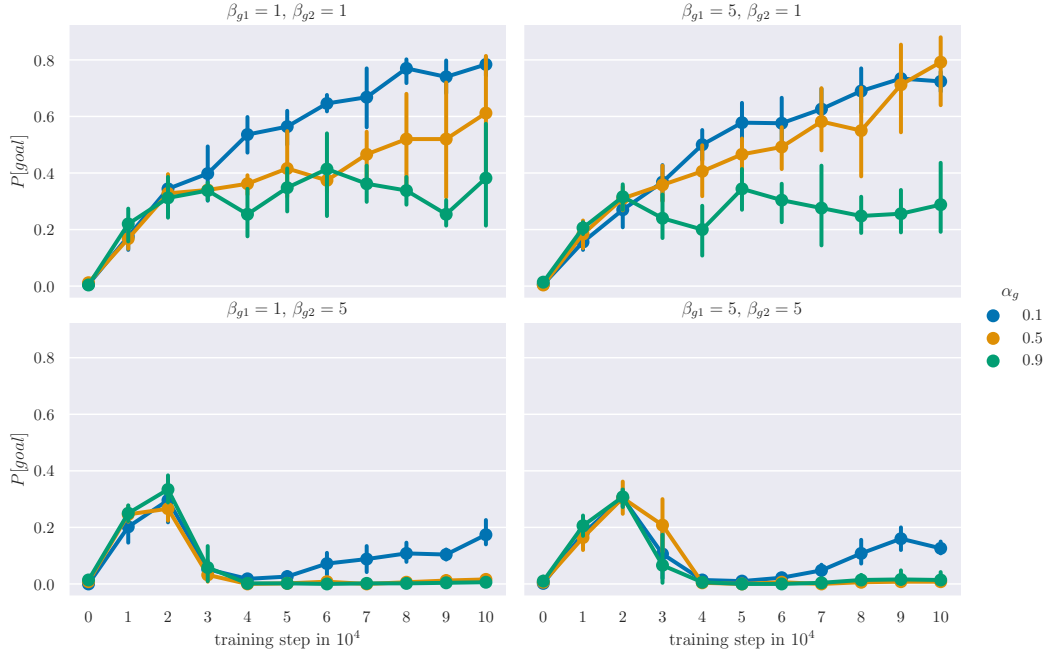 β_{g1} = 1, β_{g2} = 1
β_{g1} = 5, β_{g2} = 1
P[goal]
0.8
0.6
0.4
0.2
0.0
β_{g1} = 1, β_{g2} = 5
β_{g1} = 5, β_{g2} = 5
P[goal]
0.8
0.6
0.4
0.2
0.0
0 1 2 3 4 5 6 7 8 9 10
training step in 10^4
0 1 2 3 4 5 6 7 8 9 10
training step in 10^4
α_g
0.1
0.5
0.9